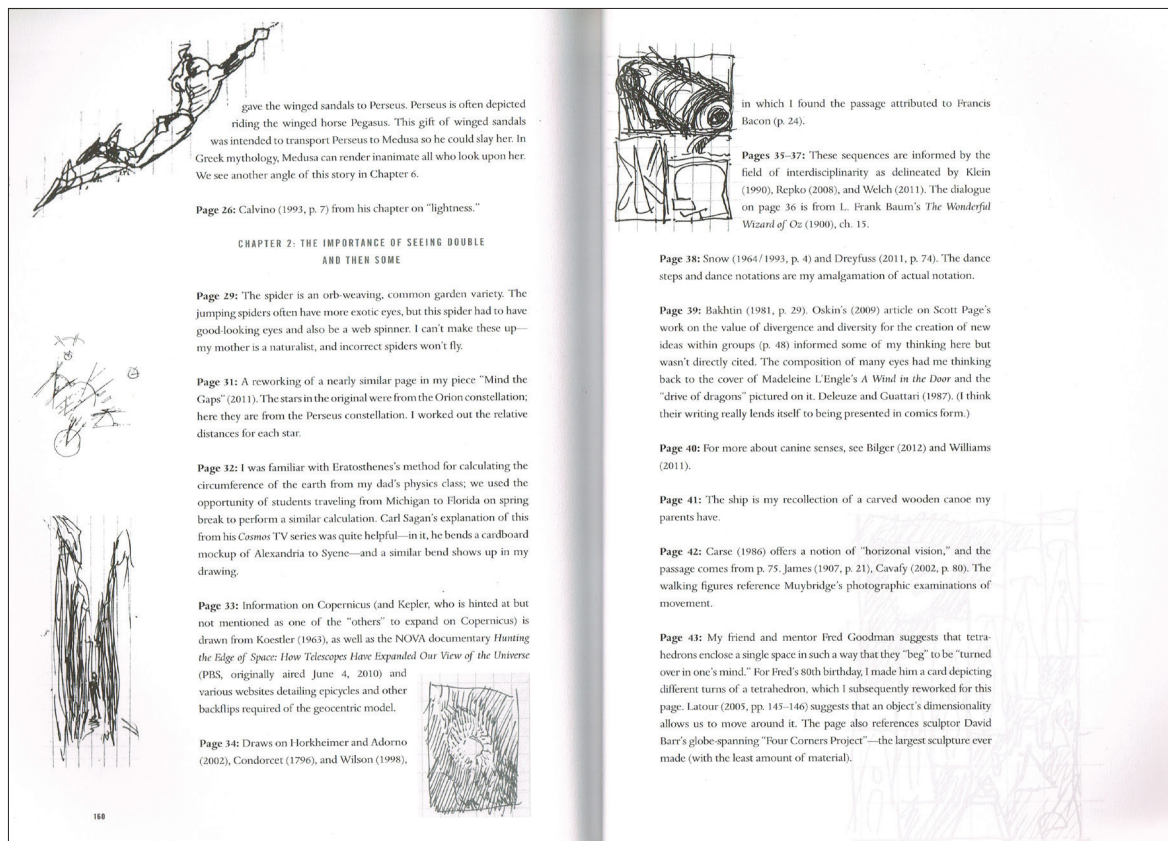 gave the winged sandals to Perseus. Perseus is often depicted
riding the winged horse Pegasus. This gift of winged sandals
was intended to transport Perseus to Medusa so he could slay her. In
Greek mythology, Medusa can render inanimate all who look upon her.
We see another angle of this story in Chapter 6.
Page 26: Calvino (1993, p. 7) from his chapter on “lightness.”
CHAPTER 2: THE IMPORTANCE OF SEEING DOUBLE
AND THEN SOME
Page 29: The spider is an orb-weaving, common garden variety. The
jumping spiders often have more exotic eyes, but this spider had to have
good-looking eyes and also be a web spinner. I can’t make these up—
my mother is a naturalist, and incorrect spiders won’t fly.
Page 31: A reworking of a nearly similar page in my piece “Mind the
Gaps” (2011). The stars in the original were from the Orion constellation;
here they are from the Perseus constellation. I worked out the relative
distances for each star.
Page 32: I was familiar with Eratosthenes’s method for calculating the
circumference of the earth from my dad’s physics class; we used the
opportunity of students traveling from Michigan to Florida on spring
break to perform a similar calculation. Carl Sagan’s explanation of this
from his Cosmos TV series was quite helpful—in it, he bends a cardboard
mockup of Alexandria to Syene—and a similar bend shows up in my
drawing.
Page 33: Information on Copernicus (and Kepler, who is hinted at but
not mentioned as one of the “others” to expand on Copernicus) is
drawn from Koestler (1963), as well as the NOVA documentary Hunting
the Edge of Space: How Telescopes Have Expanded Our View of the Universe
(PBS, originally aired June 4, 2010) and
various websites detailing epicycles and other
backflips required of the geocentric model.
Page 34: Draws on Horkheimer and Adorno
(2002), Condorcet (1796), and Wilson (1998),
160
in which I found the passage attributed to Francis
Bacon (p. 24).
Pages 35–37: These sequences are informed by the
field of interdisciplinarity as delineated by Klein
(1990), Repko (2008), and Welch (2011). The dialogue
on page 36 is from L. Frank Baum’s The Wonderful
Wizard of Oz (1900), ch. 15.
Page 38: Snow (1964/1993, p. 4) and Dreyfuss (2011, p. 74). The dance
steps and dance notations are my amalgamation of actual notation.
Page 39: Bakhtin (1981, p. 29). Oskin’s (2009) article on Scott Page’s
work on the value of divergence and diversity for the creation of new
ideas within groups (p. 48) informed some of my thinking here but
wasn’t directly cited. The composition of many eyes had me thinking
back to the cover of Madeleine L’Engle’s A Wind in the Door and the
“drive of dragons” pictured on it. Deleuze and Guattari (1987). (I think
their writing really lends itself to being presented in comics form.)
Page 40: For more about canine senses, see Bilger (2012) and Williams
(2011).
Page 41: The ship is my recollection of a carved wooden canoe my
parents have.
Page 42: Carse (1986) offers a notion of “horizonal vision,” and the
passage comes from p. 75. James (1907, p. 21), Cavafy (2002, p. 80). The
walking figures reference Muybridge’s photographic examinations of
movement.
Page 43: My friend and mentor Fred Goodman suggests that tetra-
hedrons enclose a single space in such a way that they “beg” to be “turned
over in one’s mind.” For Fred’s 80th birthday, I made him a card depicting
different turns of a tetrahedron, which I subsequently reworked for this
page. Latour (2005, pp. 145–146) suggests that an object’s dimensionality
allows us to move around it. The page also references sculptor David
Barr’s globe-spanning “Four Corners Project”—the largest sculpture ever
made (with the least amount of material).